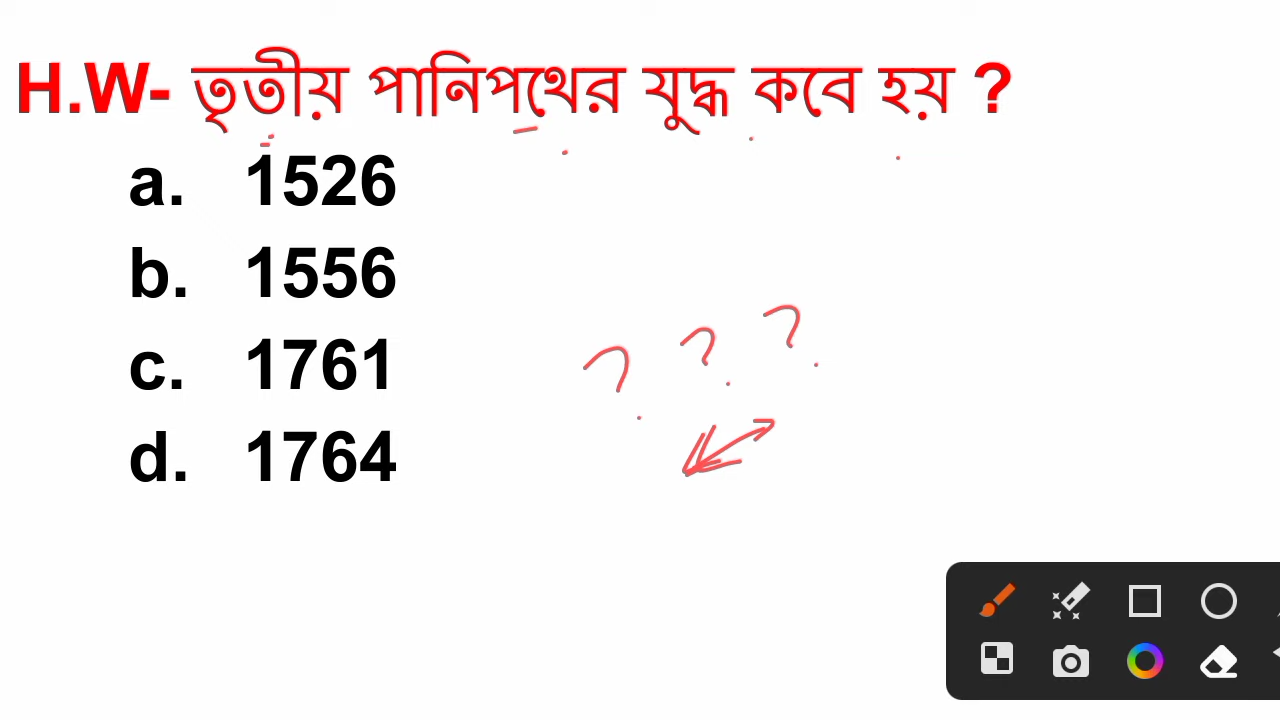 H.W- তৃতীয় পানিপথের যুদ্ধ কবে হয় ?
a. 1526
b. 1556
c. 1761
d. 1764
? ? ?